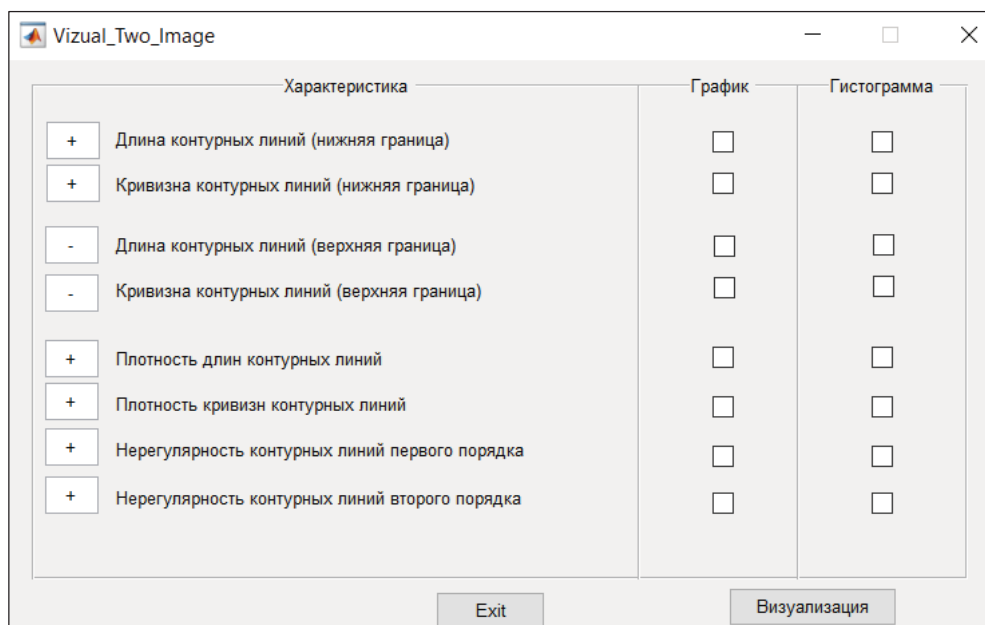 Vizual_Two_Image
Характеристика График Гистограмма
+ Длина контурных линий (нижняя граница)
+ Кривизна контурных линий (нижняя граница)
- Длина контурных линий (верхняя граница)
- Кривизна контурных линий (верхняя граница)
+ Плотность длин контурных линий
+ Плотность кривизн контурных линий
+ Нерегулярность контурных линий первого порядка
+ Нерегулярность контурных линий второго порядка
Exit Визуализация